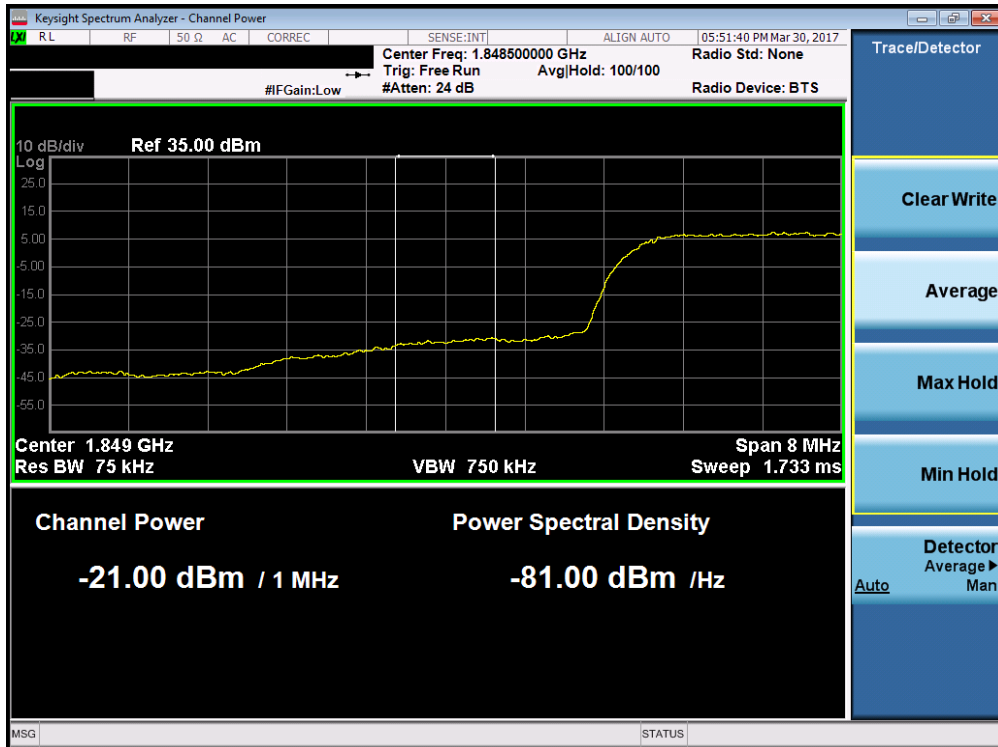 Keysight Spectrum Analyzer - Channel Power
LXI RL RF 50 Ω AC CORREC SENSE:INT ALIGN AUTO 05:51:40 PM Mar 30, 2017
Center Freq: 1.848500000 GHz Radio Std: None
Trig: Free Run Avg|Hold: 100/100
#IFGain:Low #Atten: 24 dB Radio Device: BTS
10 dB/div Ref 35.00 dBm
Log
25.0
15.0
5.00
-5.00
-15.0
-25.0
-35.0
-45.0
-55.0
Center 1.849 GHz Span 8 MHz
Res BW 75 kHz VBW 750 kHz Sweep 1.733 ms
Channel Power Power Spectral Density
-21.00 dBm / 1 MHz -81.00 dBm /Hz
Trace/Detector
Clear Write
Average
Max Hold
Min Hold
Detector
Average
Auto Man
MSG STATUS